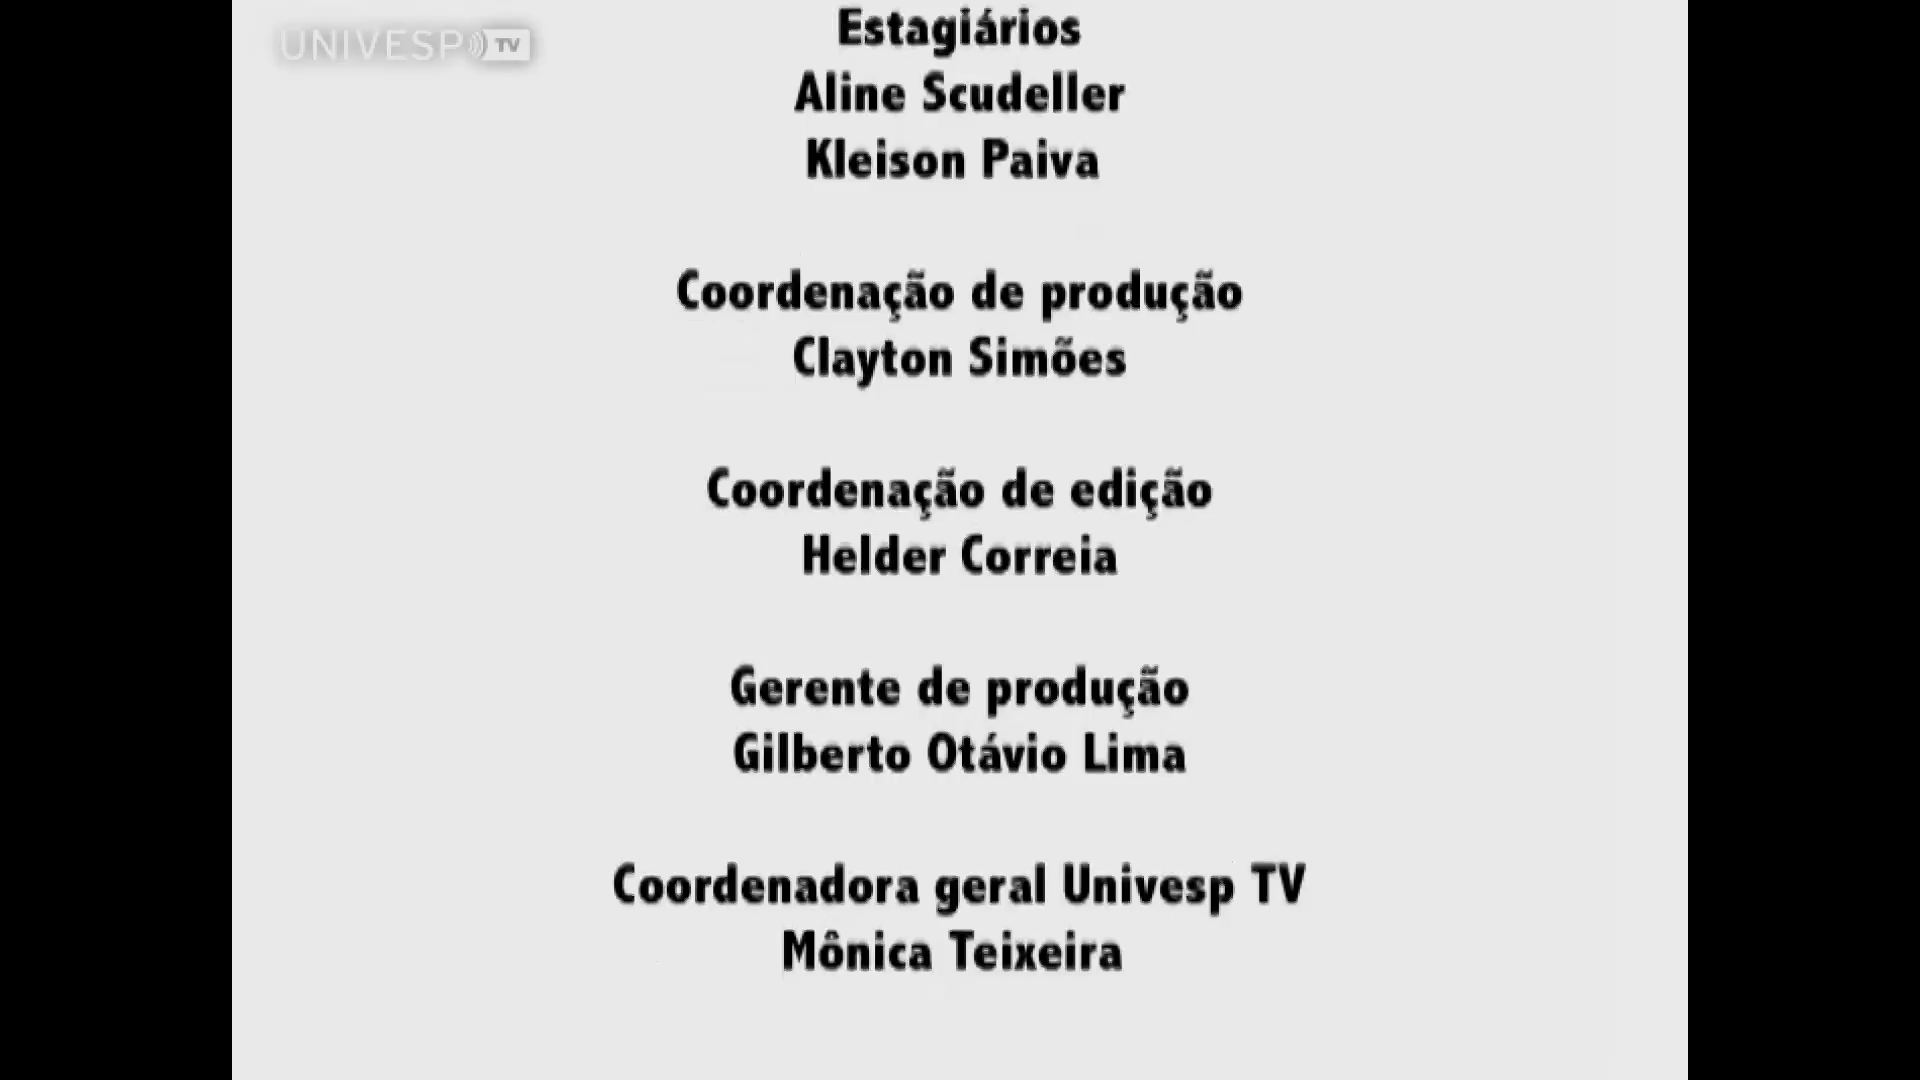 UNIVESP TV
Estagiários
Aline Scudeller
Kleison Paiva
Coordenação de produção
Clayton Simões
Coordenação de edição
Helder Correia
Gerente de produção
Gilberto Otávio Lima
Coordenadora geral Univesp TV
Mônica Teixeira